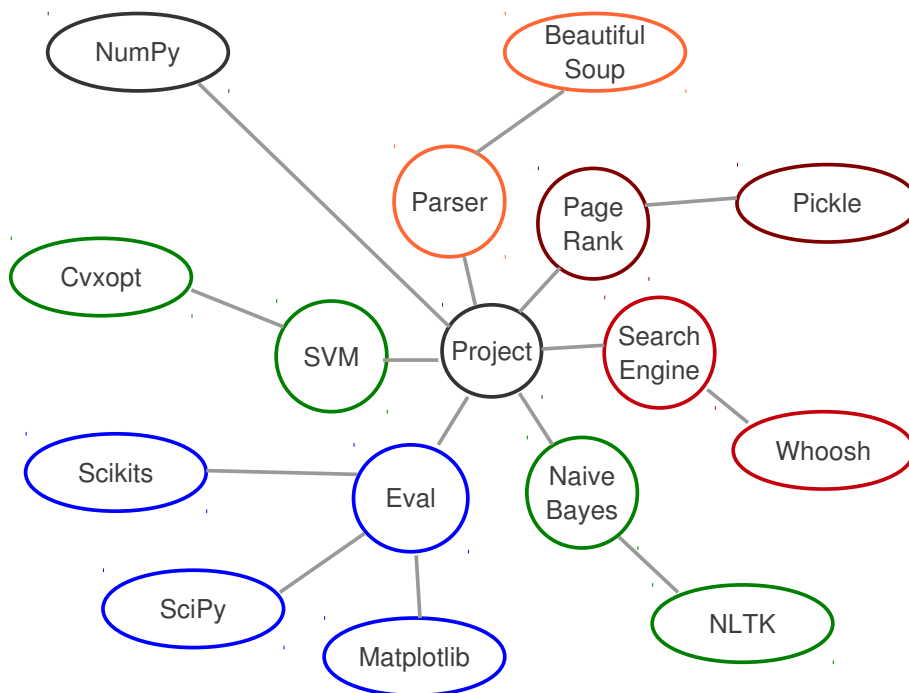 NumPy
Beautiful
Soup
Parser
Page
Rank
Pickle
Cvxopt
SVM
Project
Search
Engine
Whoosh
Scikits
Eval
Naive
Bayes
SciPy
Matplotlib
NLTK